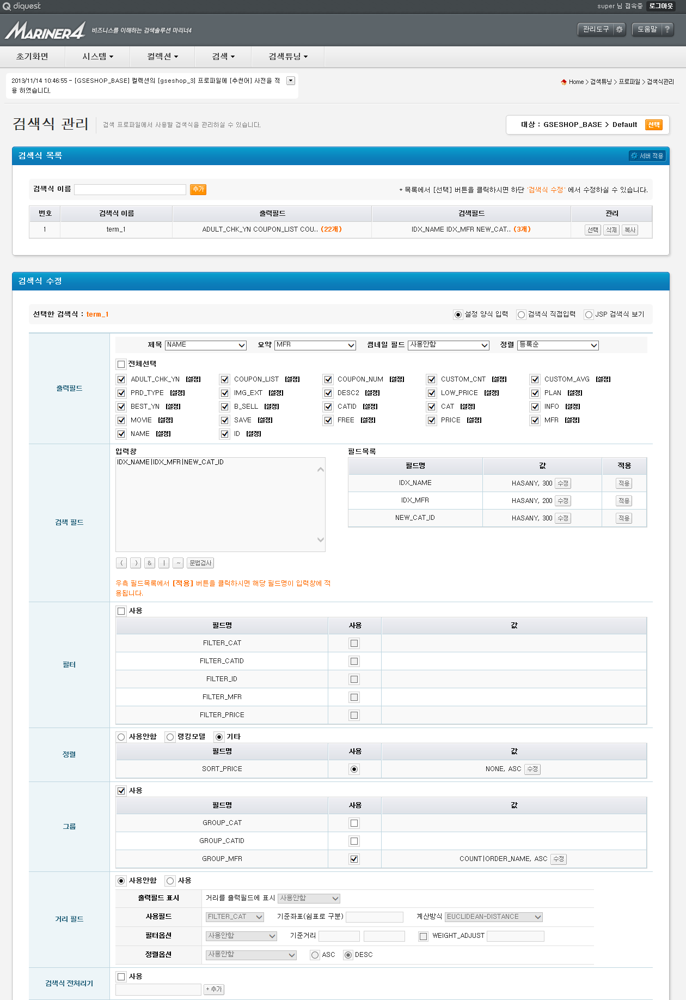 diquest
super 님 접속중 로그아웃
MARINER4 비즈니스를 이해하는 검색솔루션 마리너4
관리도구 도움말 ?
초기화면 시스템 컬렉션 검색 검색튜닝
2013/11/14 10:46:55 - [GSESHOP_BASE] 컬렉션의 [gseshop_3] 프로파일에 [추천어] 사전을 적
용 하였습니다.
Home > 검색튜닝 > 프로파일 > 검색식관리
검색식 관리 검색 프로파일에서 사용할 검색식을 관리하실 수 있습니다.
대상 : GSESHOP_BASE > Default 선택
검색식 목록 서버 적용
검색식 이름 추가 * 목록에서 [선택] 버튼을 클릭하시면 하단 '검색식 수정' 에서 수정하실 수 있습니다.
번호 검색식 이름 출력필드 검색필드 관리
1 term_1 ADULT_CHK_YN COUPON_LIST COU.. (22개) IDX_NAME IDX_MFR NEW_CAT.. (3개) 선택 삭제 복사
검색식 수정
선택한 검색식 : term_1 설정 양식 입력 검색식 직접입력 JSP 검색식 보기
출력필드
제목 NAME 요약 MFR 썸네일 필드 사용안함 정렬 등록순
전체선택
ADULT_CHK_YN [설정] COUPON_LIST [설정] COUPON_NUM [설정] CUSTOM_CNT [설정] CUSTOM_AVG [설정]
PRD_TYPE [설정] IMG_EXT [설정] DESC2 [설정] LOW_PRICE [설정] PLAN [설정]
BEST_YN [설정] B_SELL [설정] CATID [설정] CAT [설정] INFO [설정]
MOVIE [설정] SAVE [설정] FREE [설정] PRICE [설정] MFR [설정]
NAME [설정] ID [설정]
검색 필드
입력창
IDX_NAME|IDX_MFR|NEW_CAT_ID
( ) & | ~ 문법검사
우측 필드목록에서 [적용] 버튼을 클릭하시면 해당 필드명이 입력창에 적
용됩니다.
필드목록
필드명 값 적용
IDX_NAME HASANY, 300 수정 적용
IDX_MFR HASANY, 200 수정 적용
NEW_CAT_ID HASANY, 300 수정 적용
필터
사용
필드명 사용 값
FILTER_CAT
FILTER_CATID
FILTER_ID
FILTER_MFR
FILTER_PRICE
정렬
사용안함 랭킹모델 기타
필드명 사용 값
SORT_PRICE NONE, ASC 수정
그룹
사용
필드명 사용 값
GROUP_CAT
GROUP_CATID
GROUP_MFR COUNT|ORDER_NAME, ASC 수정
거리 필드
사용안함 사용
출력필드 표시 거리를 출력필드에 표시 사용안함
사용필드 FILTER_CAT 기준좌표(쉼표로 구분) 계산방식 EUCLIDEAN-DISTANCE
필터옵션 사용안함 기준거리 WEIGHT_ADJUST
정렬옵션 사용안함 ASC DESC
검색식 전처리기
사용
+ 추가